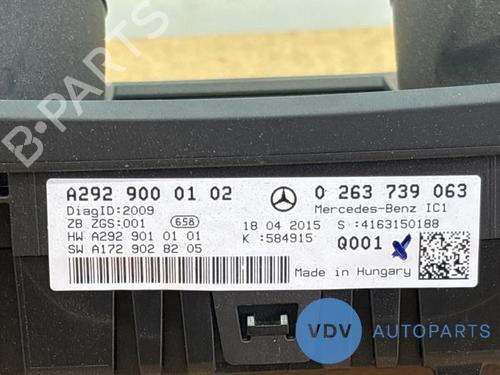 B-PARTS
A292 900 01 02
0 263 739 063
DiagID:2009
Mercedes-Benz IC1
ZB ZGS:001
658
18 04 2015
S :4163150188
HW A292 901 01 01
K :584915
Q001
SW A172 902 82 05
Made in Hungary
VDV AUTOPARTS